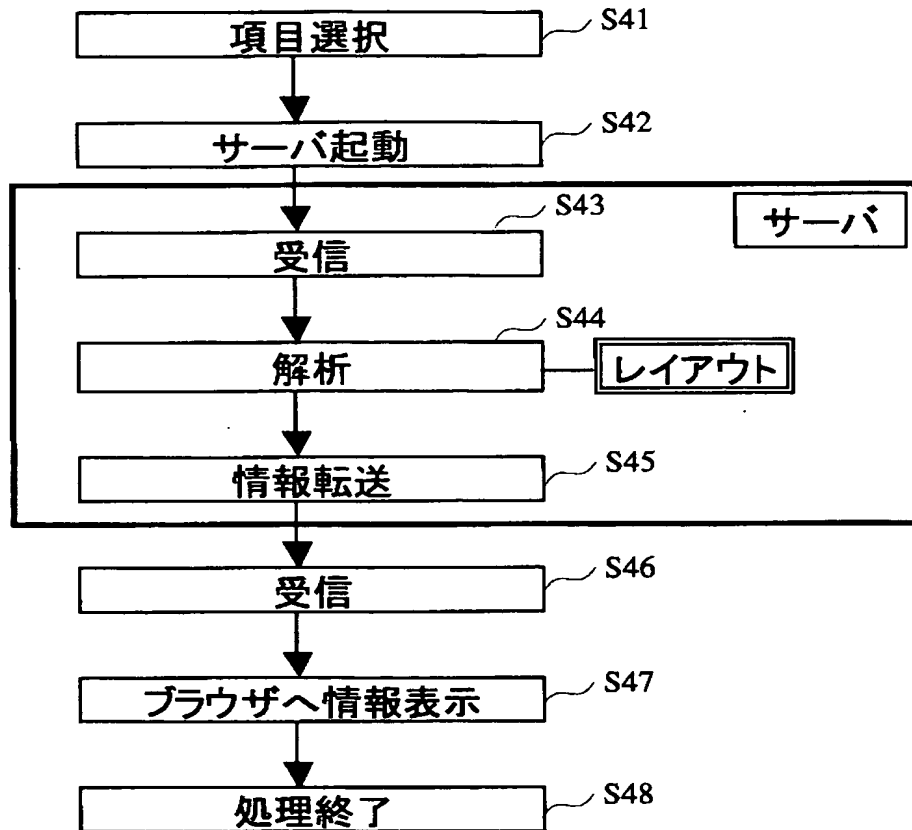 項目選択
S41
サーバ起動
S42
サーバ
S43
受信
S44
解析
レイアウト
情報転送
S45
受信
S46
ブラウザへ情報表示
S47
処理終了
S48